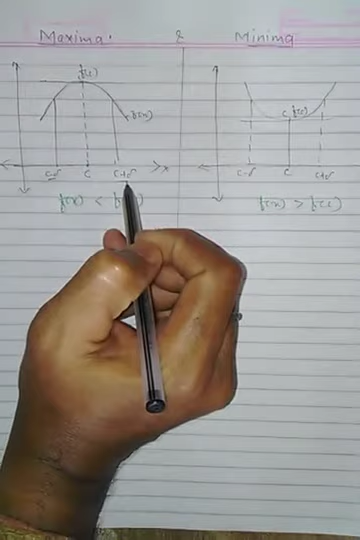 Maxima. & Minima
f(c)
f(x)
c-δ c c+δ x
f(x) <
c f(c)
c-δ c c+δ
f(x) > f(c)